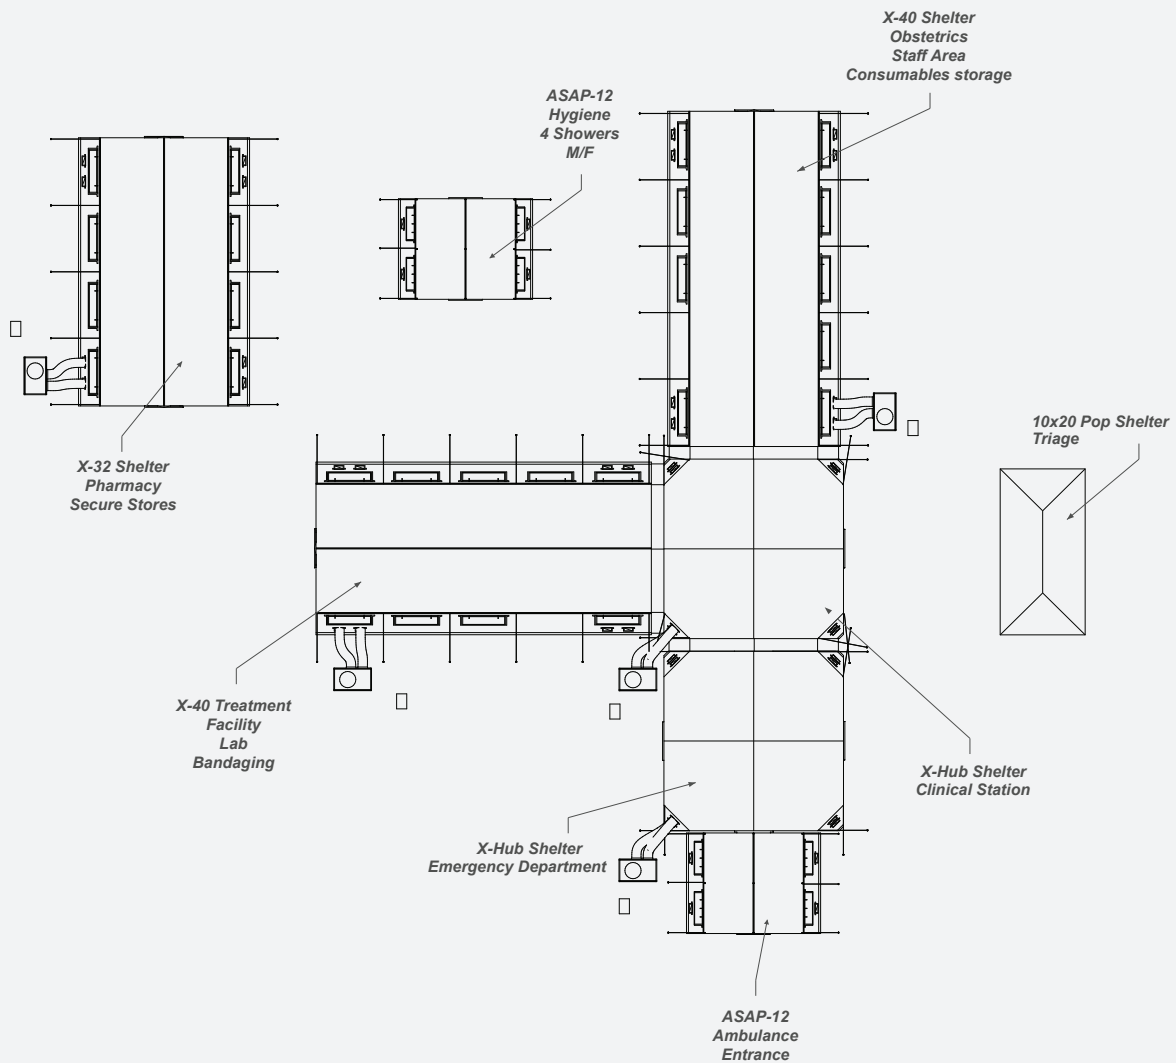 X-40 Shelter
Obstetrics
Staff Area
Consumables storage
ASAP-12
Hygiene
4 Showers
M/F
10x20 Pop Shelter
Triage
X-32 Shelter
Pharmacy
Secure Stores
X-40 Treatment
Facility
Lab
Bandaging
X-Hub Shelter
Clinical Station
X-Hub Shelter
Emergency Department
ASAP-12
Ambulance
Entrance